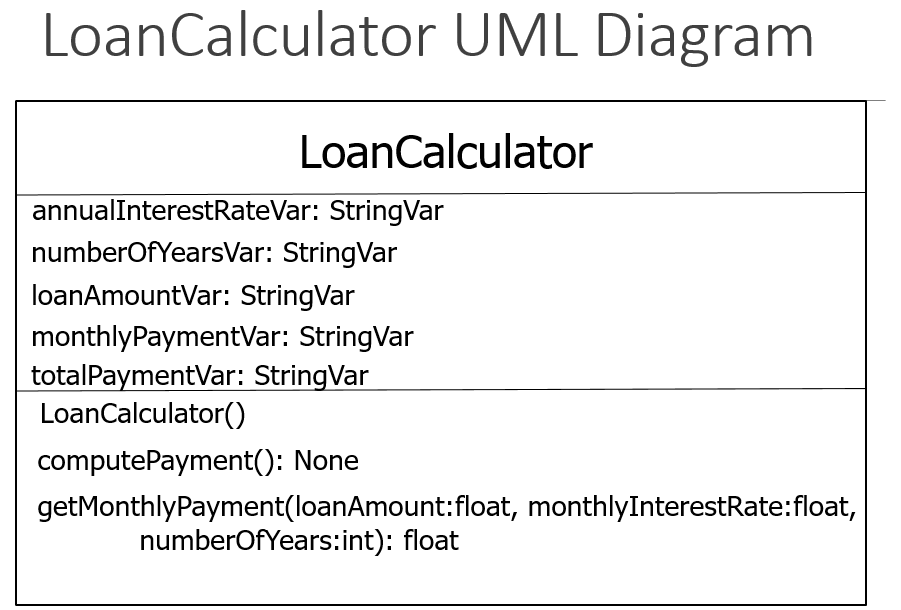 LoanCalculator UML Diagram
LoanCalculator
annualInterestRateVar: StringVar
numberOfYearsVar: StringVar
loanAmountVar: StringVar
monthlyPaymentVar: StringVar
totalPaymentVar: StringVar
LoanCalculator()
computePayment(): None
getMonthlyPayment(loanAmount:float, monthlyInterestRate:float,
numberOfYears:int): float